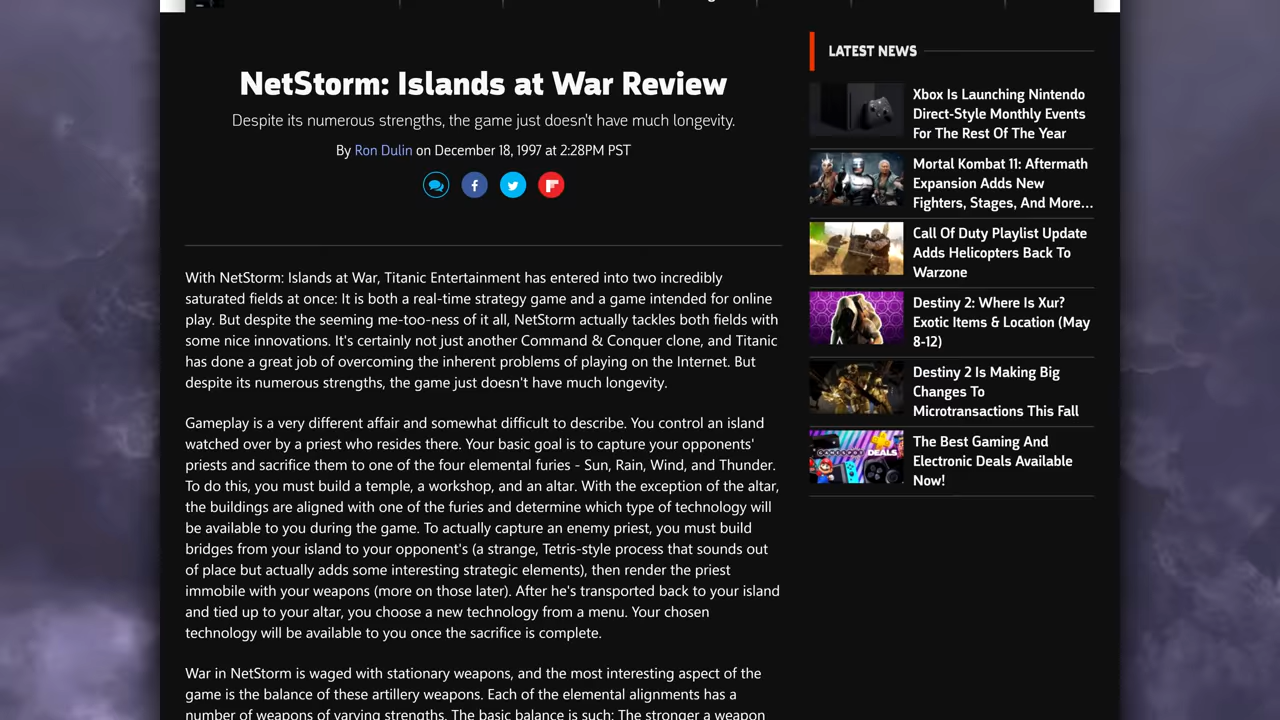 NetStorm: Islands at War Review
Despite its numerous strengths, the game just doesn't have much longevity.
By Ron Dulin on December 18, 1997 at 2:28PM PST
With NetStorm: Islands at War, Titanic Entertainment has entered into two incredibly
saturated fields at once: It is both a real-time strategy game and a game intended for online
play. But despite the seeming me-too-ness of it all, NetStorm actually tackles both fields with
some nice innovations. It's certainly not just another Command & Conquer clone, and Titanic
has done a great job of overcoming the inherent problems of playing on the Internet. But
despite its numerous strengths, the game just doesn't have much longevity.
Gameplay is a very different affair and somewhat difficult to describe. You control an island
watched over by a priest who resides there. Your basic goal is to capture your opponents'
priests and sacrifice them to one of the four elemental furies - Sun, Rain, Wind, and Thunder.
To do this, you must build a temple, a workshop, and an altar. With the exception of the altar,
the buildings are aligned with one of the furies and determine which type of technology will
be available to you during the game. To actually capture an enemy priest, you must build
bridges from your island to your opponent's (a strange, Tetris-style process that sounds out
of place but actually adds some interesting strategic elements), then render the priest
immobile with your weapons (more on those later). After he's transported back to your island
and tied up to your altar, you choose a new technology from a menu. Your chosen
technology will be available to you once the sacrifice is complete.
War in NetStorm is waged with stationary weapons, and the most interesting aspect of the
game is the balance of these artillery weapons. Each of the elemental alignments has a
number of weapons of varying strengths. The basic balance is such: The stronger a weapon
LATEST NEWS
Xbox Is Launching Nintendo
Direct-Style Monthly Events
For The Rest Of The Year
Mortal Kombat 11: Aftermath
Expansion Adds New
Fighters, Stages, And More...
Call Of Duty Playlist Update
Adds Helicopters Back To
Warzone
Destiny 2: Where Is Xur?
Exotic Items & Location (May
8-12)
Destiny 2 Is Making Big
Changes To
Microtransactions This Fall
DEALS
The Best Gaming And
Electronic Deals Available
Now!